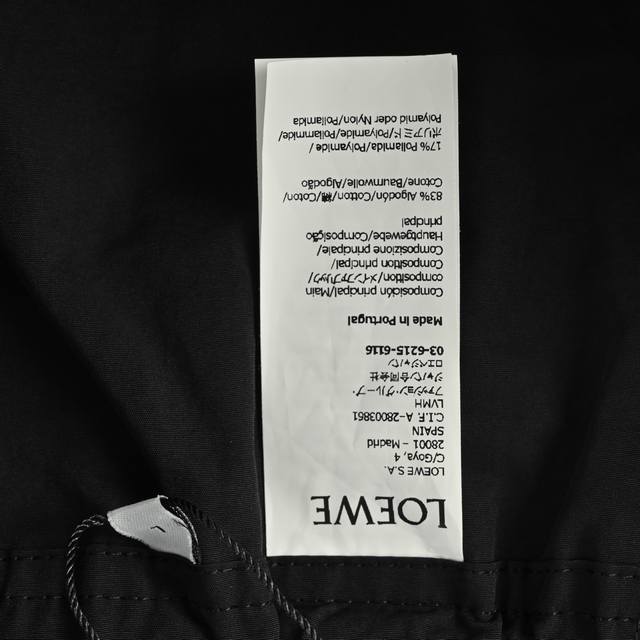 LOEWE
LOEWE S.A.
C/Goya, 4
28001 – Madrid
SPAIN
C.I.F. A-28003861
LVMH
ファッション・グループ・
ジャパン合同会社
ロエベジャパン
03-6215-6116
Made In Portugal
Composición principal/Main
composition/メインファブリック/
Composition principal/
Composizione principale/
Hauptgewebe/Composição
principal
83% Algodón/Cotton/綿/Coton/
Cotone/Baumwolle/Algodão
17% Poliamida/Polyamide/
ポリアミド/Polyamide/Poliammide/
Polyamid oder Nylon/Poliamida